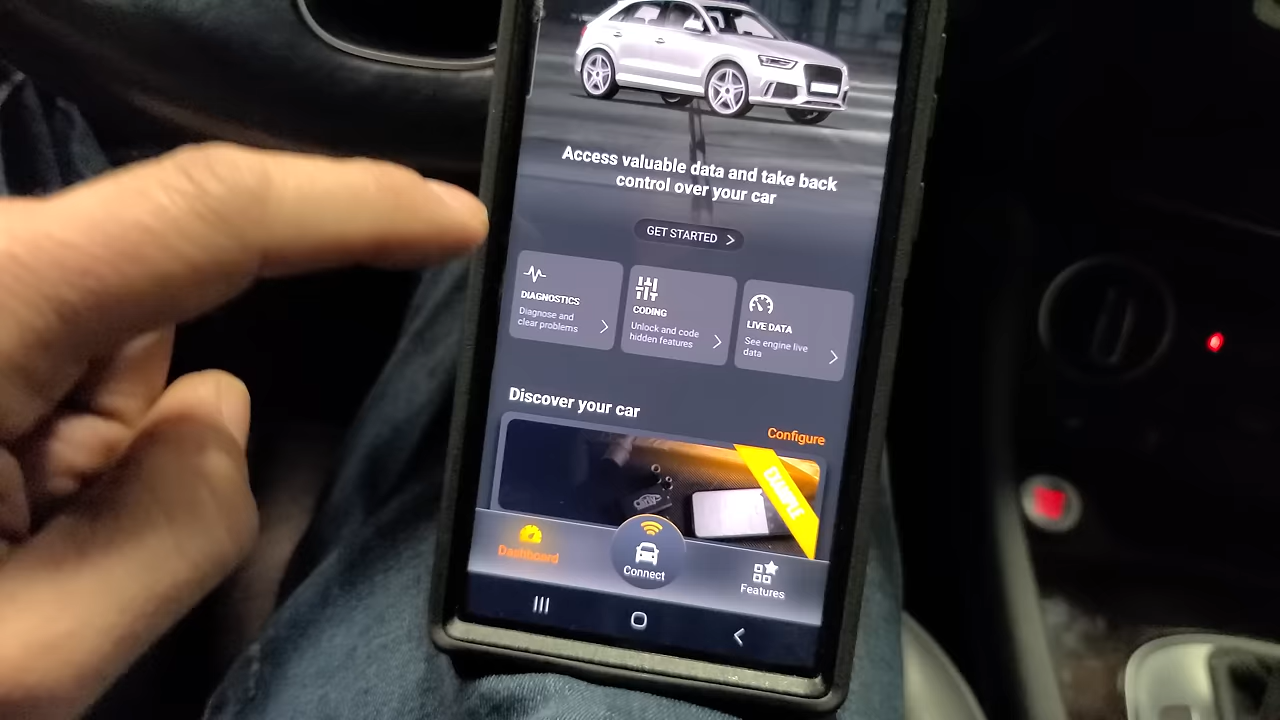 Access valuable data and take back
control over your car
GET STARTED
DIAGNOSTICS
Diagnose and
clear problems
CODING
Unlock and code
hidden features
LIVE DATA
See engine live
data
Discover your car
Configure
EXAMPLE
Dashboard
Connect
Features